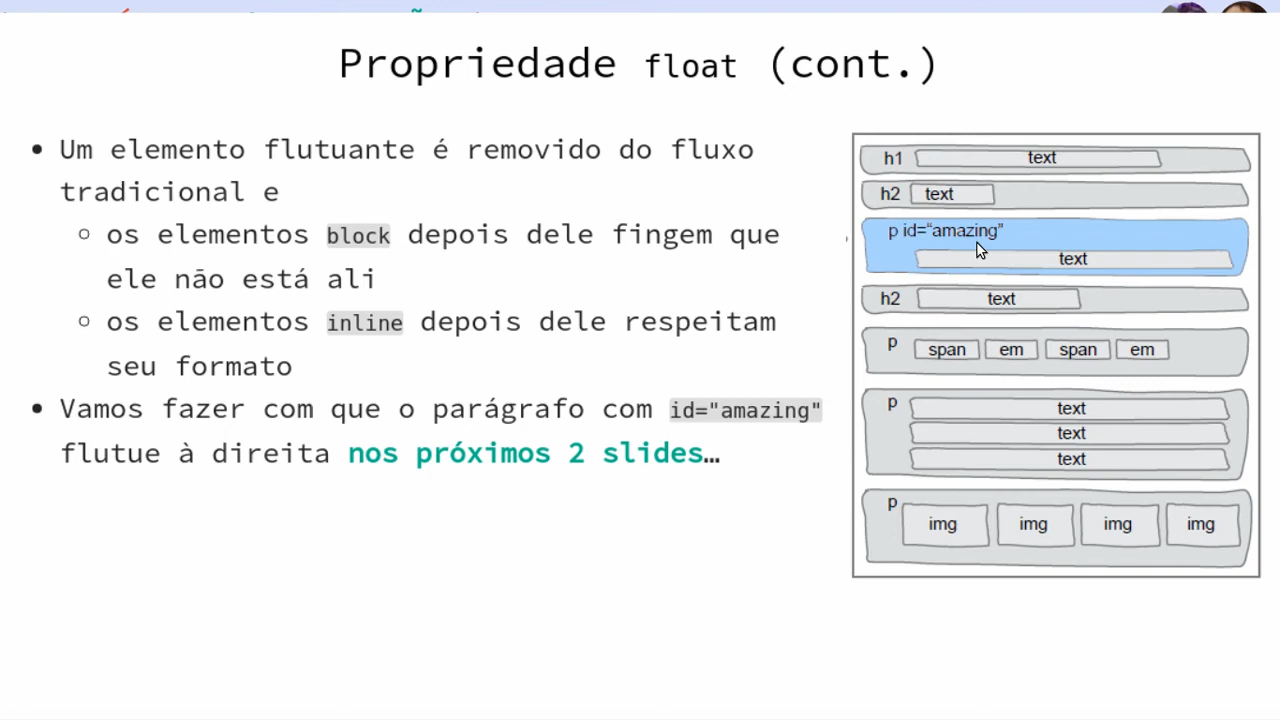 Propriedade float (cont.)
• Um elemento flutuante é removido do fluxo
tradicional e
○ os elementos block depois dele fingem que
ele não está ali
○ os elementos inline depois dele respeitam
seu formato
• Vamos fazer com que o parágrafo com id="amazing"
flutue à direita nos próximos 2 slides…
h1 text
h2 text
p id=“amazing”
text
h2 text
p span em span em
p text
text
text
p img img img img